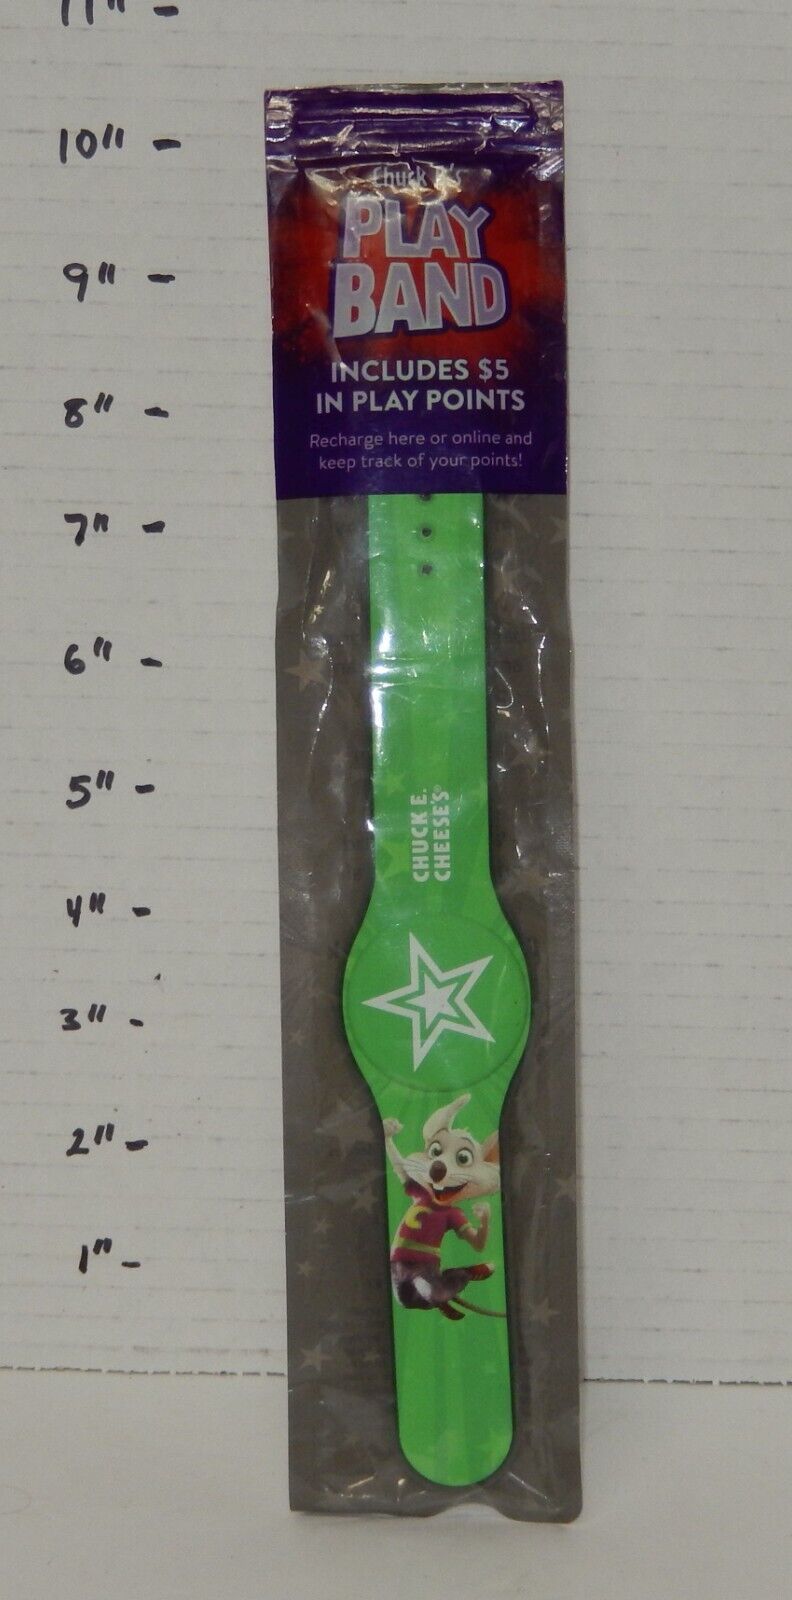 11" -
10" -
9" -
8" -
7" -
6" -
5" -
4" -
3" -
2" -
1" -
Chuck E.'s
PLAY
BAND
INCLUDES $5
IN PLAY POINTS
Recharge here or online and
keep track of your points!
CHUCK E.
CHEESE'S®